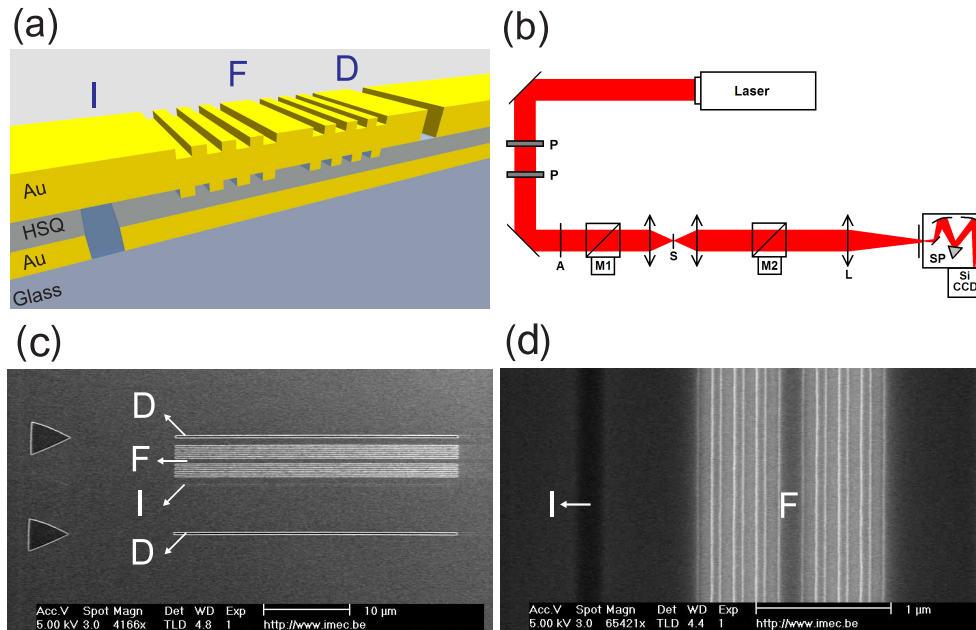 (a)
I
F
D
Au
HSQ
Au
Glass
(b)
Laser
P
P
A
M1
S
M2
L
SP
Si
CCD
(c)
D
F
I
D
Acc.V Spot Magn Det WD Exp 10 µm
5.00 kV 3.0 4166x TLD 4.8 1 http://www.imec.be
(d)
I
F
Acc.V Spot Magn Det WD Exp 1 µm
5.00 kV 3.0 65421x TLD 4.4 1 http://www.imec.be